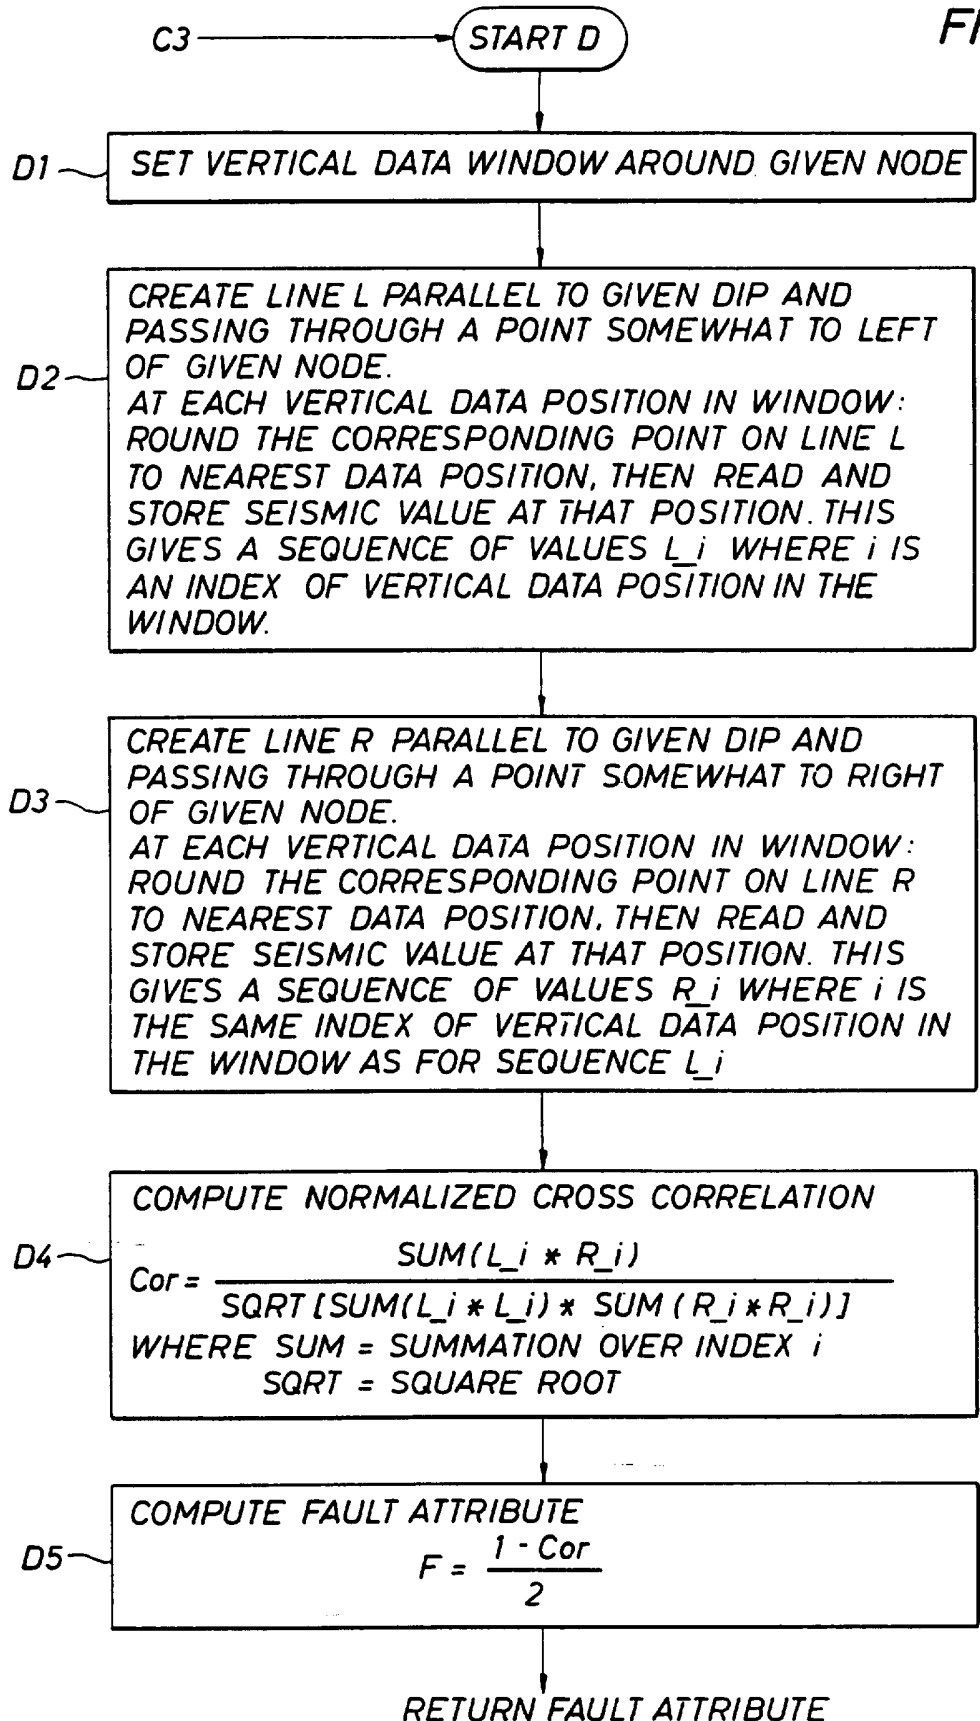 C3 START D
D1 SET VERTICAL DATA WINDOW AROUND GIVEN NODE
D2
CREATE LINE L PARALLEL TO GIVEN DIP AND
PASSING THROUGH A POINT SOMEWHAT TO LEFT
OF GIVEN NODE.
AT EACH VERTICAL DATA POSITION IN WINDOW:
ROUND THE CORRESPONDING POINT ON LINE L
TO NEAREST DATA POSITION, THEN READ AND
STORE SEISMIC VALUE AT THAT POSITION. THIS
GIVES A SEQUENCE OF VALUES L_i WHERE i IS
AN INDEX OF VERTICAL DATA POSITION IN THE
WINDOW.
D3
CREATE LINE R PARALLEL TO GIVEN DIP AND
PASSING THROUGH A POINT SOMEWHAT TO RIGHT
OF GIVEN NODE.
AT EACH VERTICAL DATA POSITION IN WINDOW:
ROUND THE CORRESPONDING POINT ON LINE R
TO NEAREST DATA POSITION, THEN READ AND
STORE SEISMIC VALUE AT THAT POSITION. THIS
GIVES A SEQUENCE OF VALUES R_i WHERE i IS
THE SAME INDEX OF VERTICAL DATA POSITION IN
THE WINDOW AS FOR SEQUENCE L_i
D4
COMPUTE NORMALIZED CROSS CORRELATION
SUM(L_i * R_i)
Cor =
SQRT [SUM(L_i * L_i) * SUM (R_i * R_i)]
WHERE SUM = SUMMATION OVER INDEX i
SQRT = SQUARE ROOT
D5
COMPUTE FAULT ATTRIBUTE
1 - Cor
F =
2
RETURN FAULT ATTRIBUTE